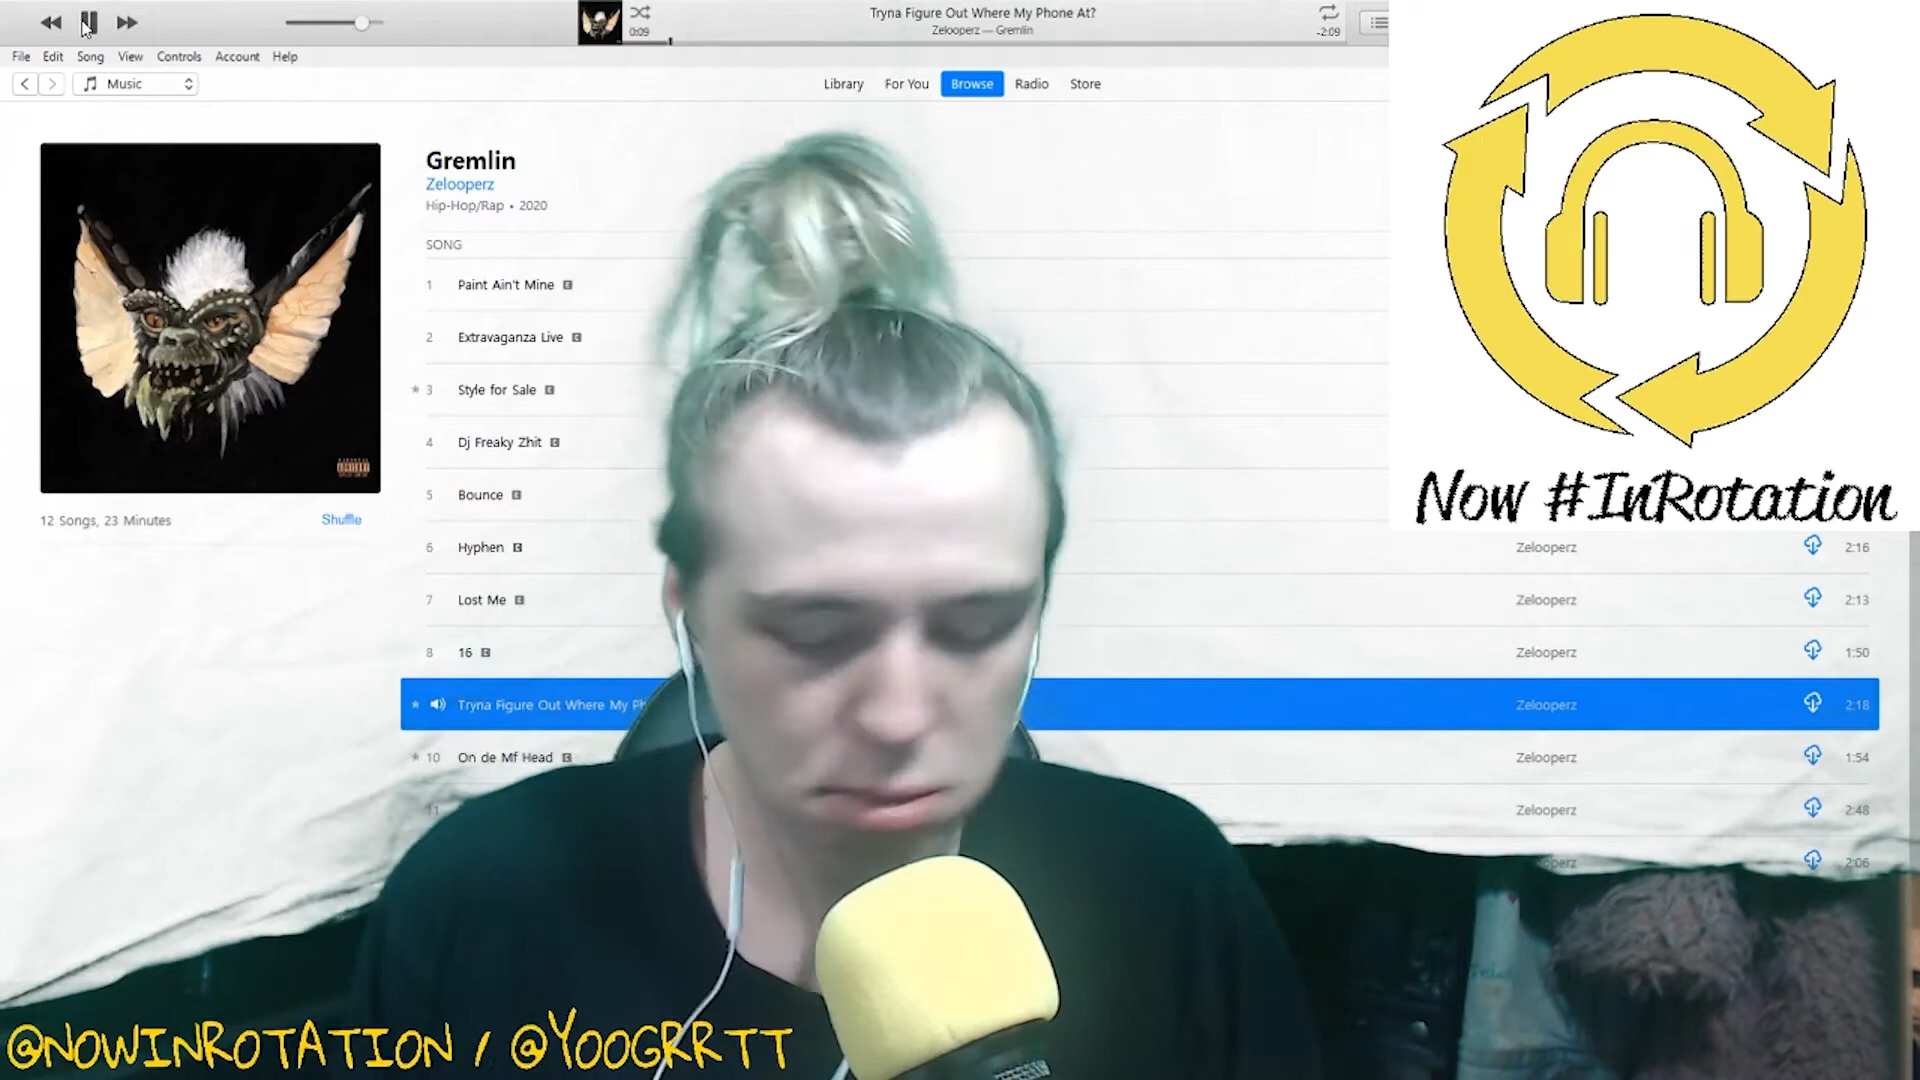 Tryna Figure Out Where My Phone At?
Zelooperz — Gremlin
0:09
-2:09
File Edit Song View Controls Account Help
Music
Library For You Browse Radio Store
Gremlin
Zelooperz
Hip-Hop/Rap • 2020
SONG
1 Paint Ain't Mine E
2 Extravaganza Live E
3 Style for Sale E
4 Dj Freaky Zhit E
5 Bounce E
12 Songs, 23 Minutes Shuffle
Now #InRotation
6 Hyphen E Zelooperz 2:16
7 Lost Me E Zelooperz 2:13
8 16 E Zelooperz 1:50
Tryna Figure Out Where My Zelooperz 2:18
10 On de Mf Head E Zelooperz 1:54
11 Zelooperz 2:48
2:06
@NOWINROTATION / @YOOGRRTT